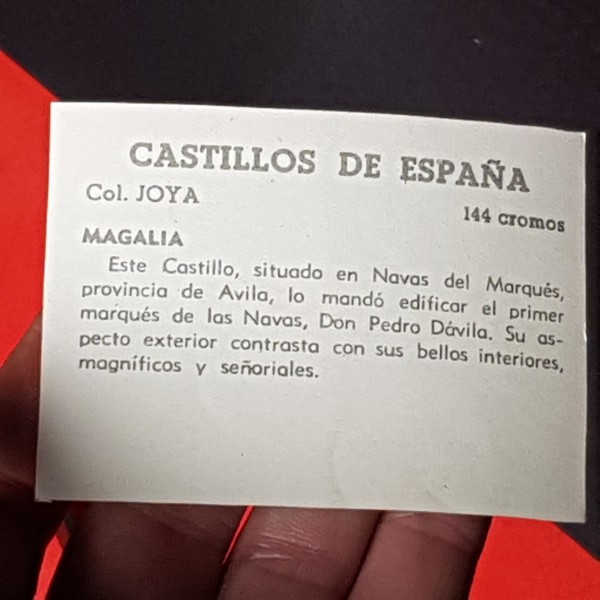 CASTILLOS DE ESPAÑA
Col. JOYA
144 cromos
MAGALIA
Este Castillo, situado en Navas del Marqués,
provincia de Avila, lo mandó edificar el primer
marqués de las Navas, Don Pedro Dávila. Su as-
pecto exterior contrasta con sus bellos interiores,
magníficos y señoriales.